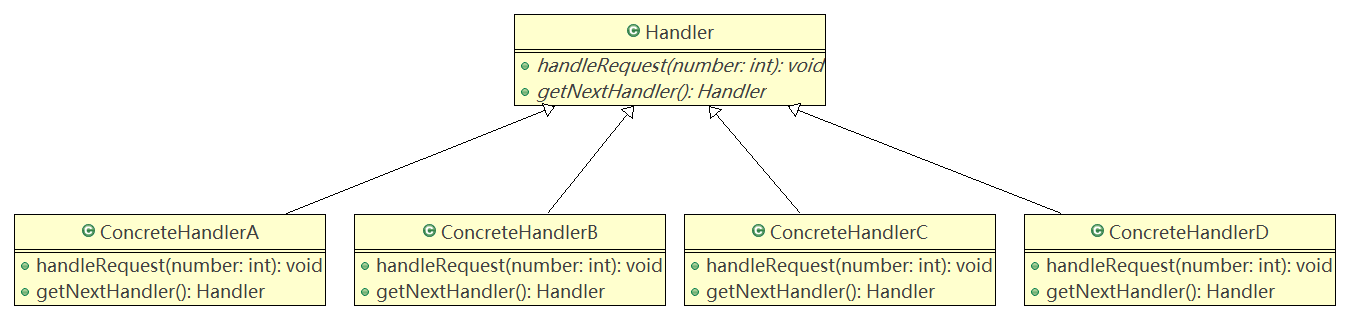 Handler
handleRequest(number: int): void
getNextHandler(): Handler
ConcreteHandlerA
handleRequest(number: int): void
getNextHandler(): Handler
ConcreteHandlerB
handleRequest(number: int): void
getNextHandler(): Handler
ConcreteHandlerC
handleRequest(number: int): void
getNextHandler(): Handler
ConcreteHandlerD
handleRequest(number: int): void
getNextHandler(): Handler